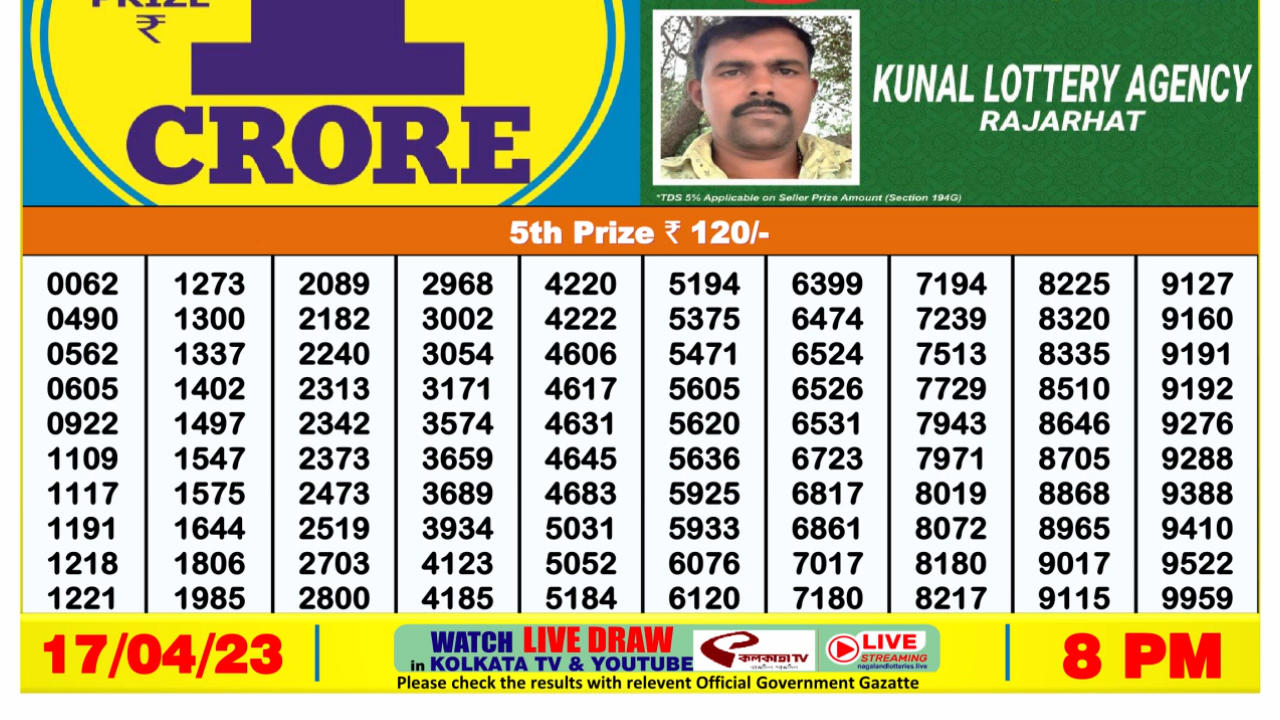 PRIZE
₹
1
CRORE
KUNAL LOTTERY AGENCY
RAJARHAT
*TDS 5% Applicable on Seller Prize Amount (Section 194G)
5th Prize ₹ 120/-
0062 1273 2089 2968 4220 5194 6399 7194 8225 9127
0490 1300 2182 3002 4222 5375 6474 7239 8320 9160
0562 1337 2240 3054 4606 5471 6524 7513 8335 9191
0605 1402 2313 3171 4617 5605 6526 7729 8510 9192
0922 1497 2342 3574 4631 5620 6531 7943 8646 9276
1109 1547 2373 3659 4645 5636 6723 7971 8705 9288
1117 1575 2473 3689 4683 5925 6817 8019 8868 9388
1191 1644 2519 3934 5031 5933 6861 8072 8965 9410
1218 1806 2703 4123 5052 6076 7017 8180 9017 9522
1221 1985 2800 4185 5184 6120 7180 8217 9115 9959
17/04/23
WATCH LIVE DRAW
in KOLKATA TV & YOUTUBE
কলকাতা TV
LIVE
STREAMING
nagalandlotteries.live
Please check the results with relevent Official Government Gazatte
8 PM